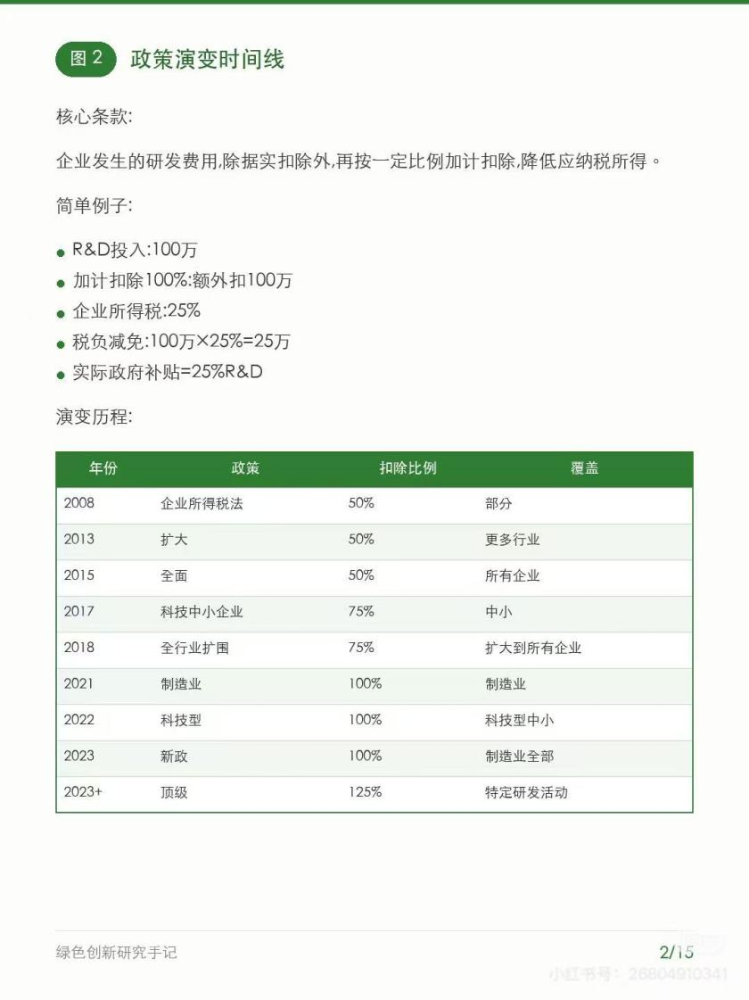 图 2 政策演变时间线
核心条款:
企业发生的研发费用,除据实扣除外,再按一定比例加计扣除,降低应纳税所得。
简单例子:
R&D投入:100万
加计扣除100%:额外扣100万
企业所得税:25%
税负减免:100万×25%=25万
实际政府补贴=25%R&D
演变历程:
年份 政策 扣除比例 覆盖
2008 企业所得税法 50% 部分
2013 扩大 50% 更多行业
2015 全面 50% 所有企业
2017 科技中小企业 75% 中小
2018 全行业扩围 75% 扩大到所有企业
2021 制造业 100% 制造业
2022 科技型 100% 科技型中小
2023 新政 100% 制造业全部
2023+ 顶级 125% 特定研发活动
绿色创新研究手记 2/15
小红书号: 26804910341